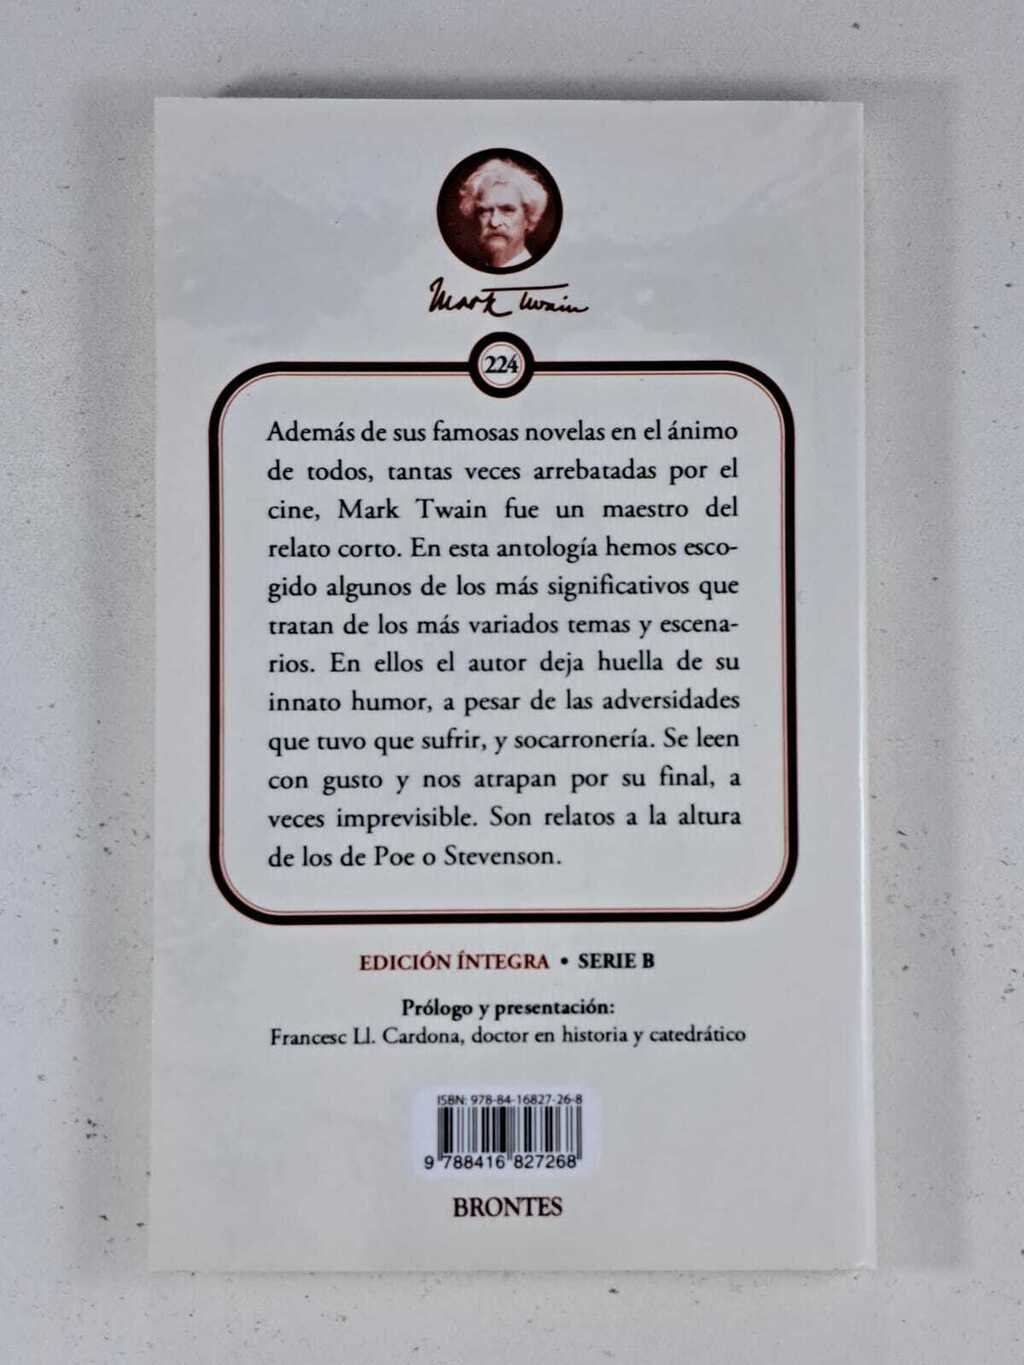 Mark Twain
224
Además de sus famosas novelas en el ánimo
de todos, tantas veces arrebatadas por el
cine, Mark Twain fue un maestro del
relato corto. En esta antología hemos esco-
gido algunos de los más significativos que
tratan de los más variados temas y escena-
rios. En ellos el autor deja huella de su
innato humor, a pesar de las adversidades
que tuvo que sufrir, y socarronería. Se leen
con gusto y nos atrapan por su final, a
veces imprevisible. Son relatos a la altura
de los de Poe o Stevenson.
EDICIÓN ÍNTEGRA • SERIE B
Prólogo y presentación:
Francesc Ll. Cardona, doctor en historia y catedrático
ISBN: 978-84-16827-26-8
9 788416 827268
BRONTES